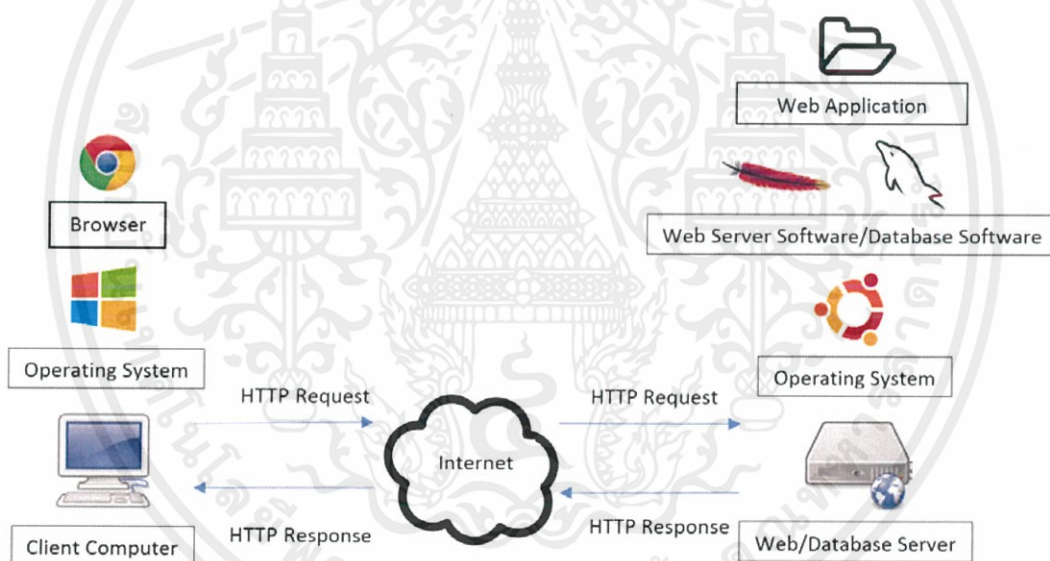 Web Application
Browser
Web Server Software/Database Software
Operating System
Operating System
HTTP Request
HTTP Request
Internet
HTTP Response
HTTP Response
Client Computer
Web/Database Server